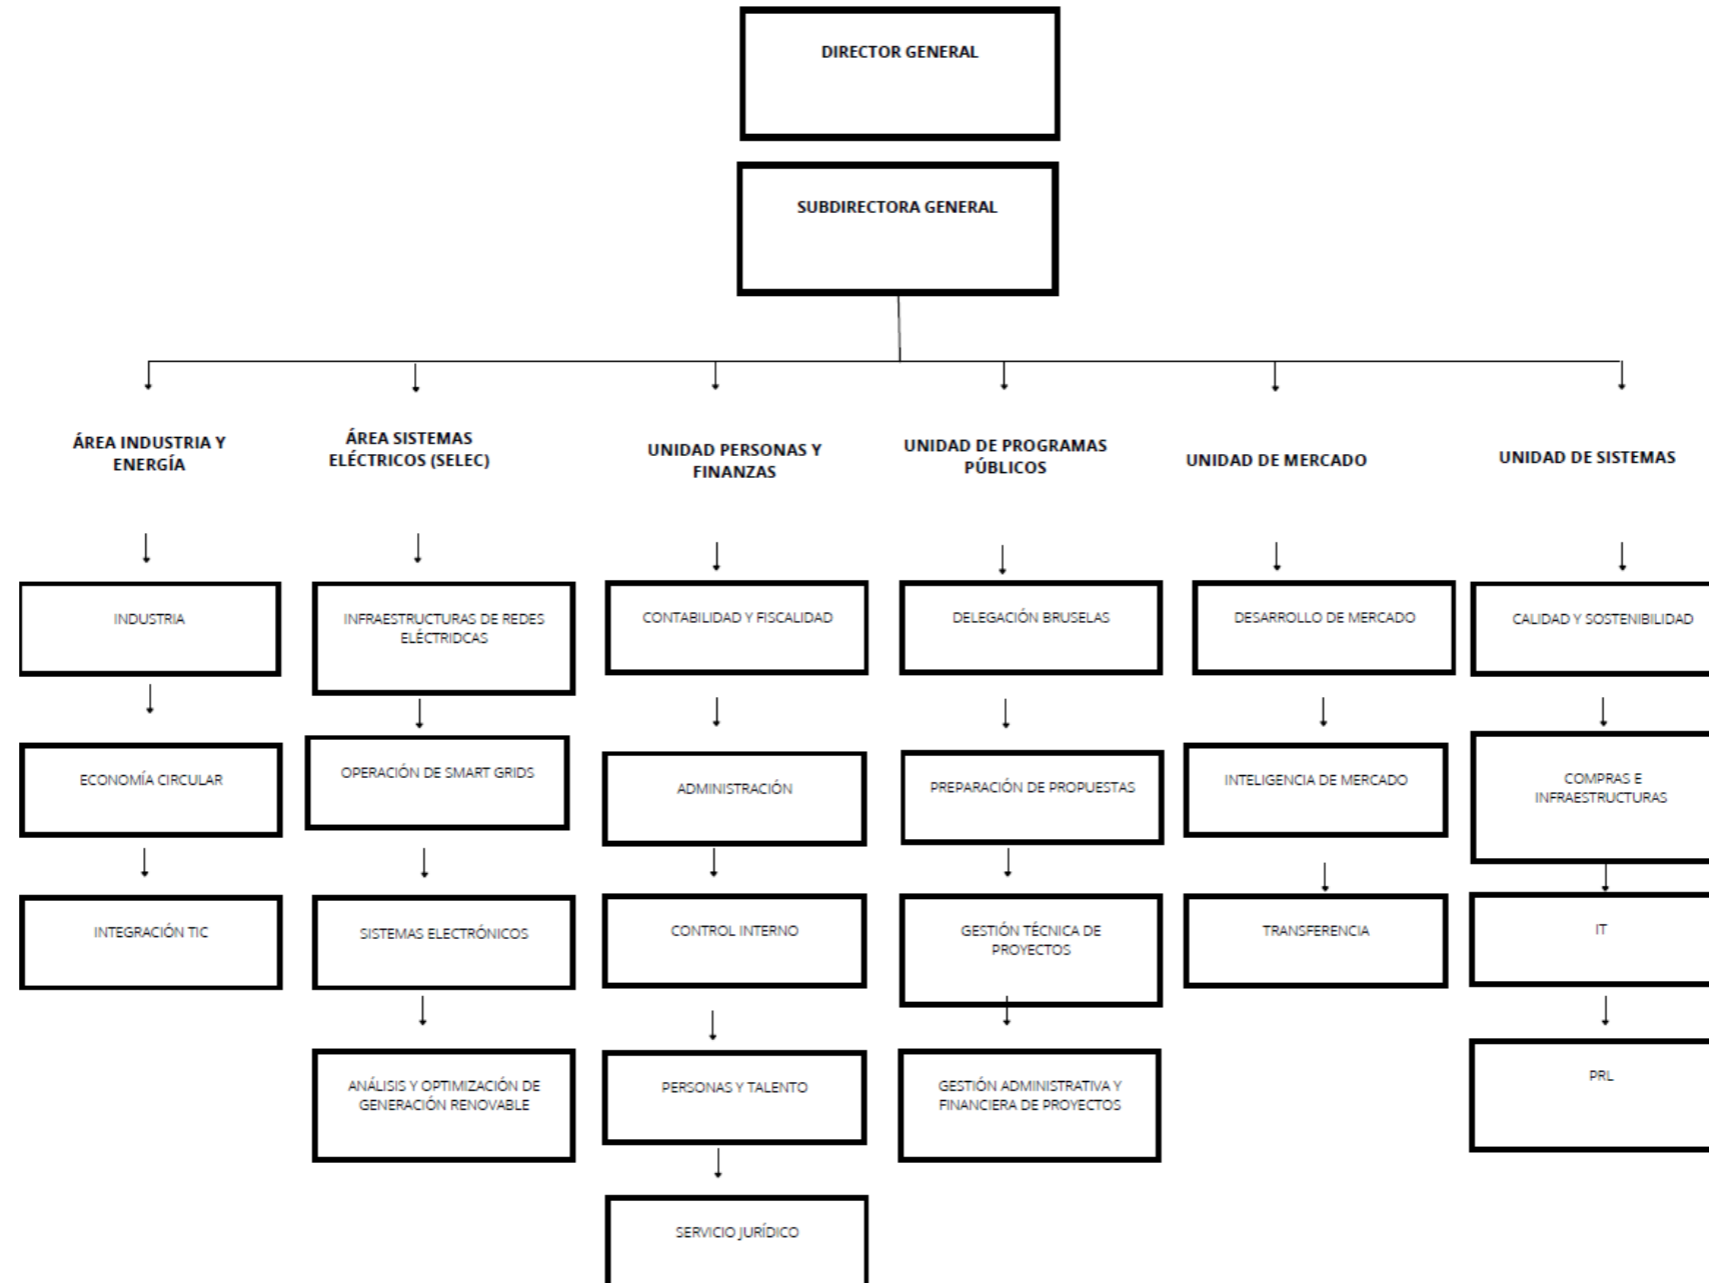 DIRECTOR GENERAL
SUBDIRECTORA GENERAL
ÁREA INDUSTRIA Y
ENERGÍA
ÁREA SISTEMAS
ELÉCTRICOS (SELEC)
UNIDAD PERSONAS Y
FINANZAS
UNIDAD DE PROGRAMAS
PÚBLICOS
UNIDAD DE MERCADO
UNIDAD DE SISTEMAS
INDUSTRIA
INFRAESTRUCTURAS DE REDES
ELÉCTRIDCAS
CONTABILIDAD Y FISCALIDAD
DELEGACIÓN BRUSELAS
DESARROLLO DE MERCADO
CALIDAD Y SOSTENIBILIDAD
ECONOMÍA CIRCULAR
OPERACIÓN DE SMART GRIDS
ADMINISTRACIÓN
PREPARACIÓN DE PROPUESTAS
INTELIGENCIA DE MERCADO
COMPRAS E
INFRAESTRUCTURAS
INTEGRACIÓN TIC
SISTEMAS ELECTRÓNICOS
CONTROL INTERNO
GESTIÓN TÉCNICA DE
PROYECTOS
TRANSFERENCIA
IT
ANÁLISIS Y OPTIMIZACIÓN DE
GENERACIÓN RENOVABLE
PERSONAS Y TALENTO
GESTIÓN ADMINISTRATIVA Y
FINANCIERA DE PROYECTOS
PRL
SERVICIO JURÍDICO